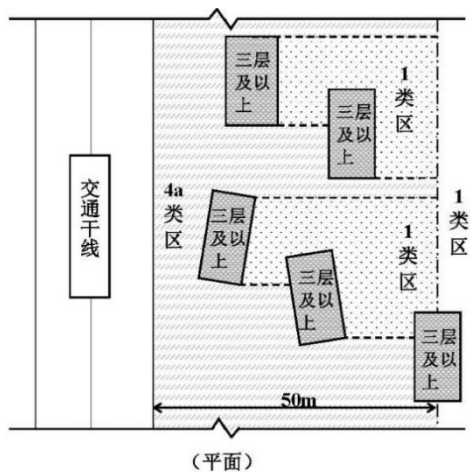 三层
及以
上
1
类
区
三层
及以
上
交
通
干
线
4a
类
区
三层
及以
上
1
类
区
1
类
区
三层
及以
上
三层
及以
上
50m
（平面）